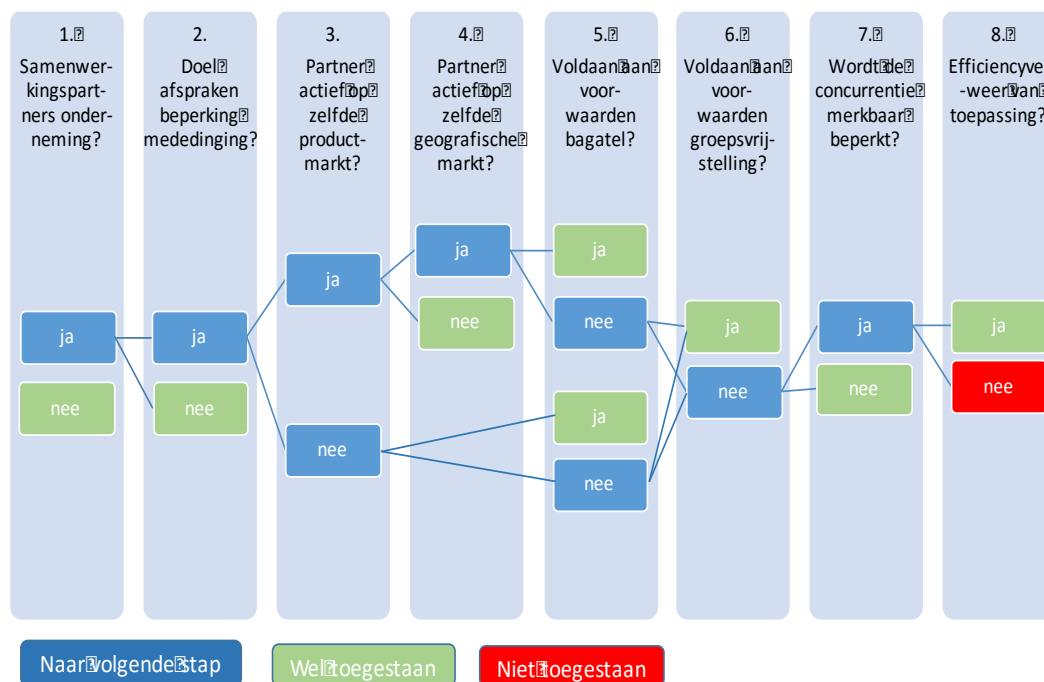 1.
Samenwer-
kingspart-
ners onder-
neming?
2.
Doel
afspraken
beperking
mededinging?
3.
Partner
actief op
zelfde
product-
markt?
4.
Partner
actief op
zelfde
geografische
markt?
5.
Voldaan aan
voor-
waarden
bagatel?
6.
Voldaan aan
voor-
waarden
groepsvrij-
stelling?
7.
Wordt de
concurrentie
merkbaar
beperkt?
8.
Efficiencyve
-weer van
toepassing?
ja
nee
ja
nee
ja
nee
ja
nee
ja
nee
ja
nee
ja
nee
ja
nee
ja
nee
Naar volgende stap
Wel toegestaan
Niet toegestaan